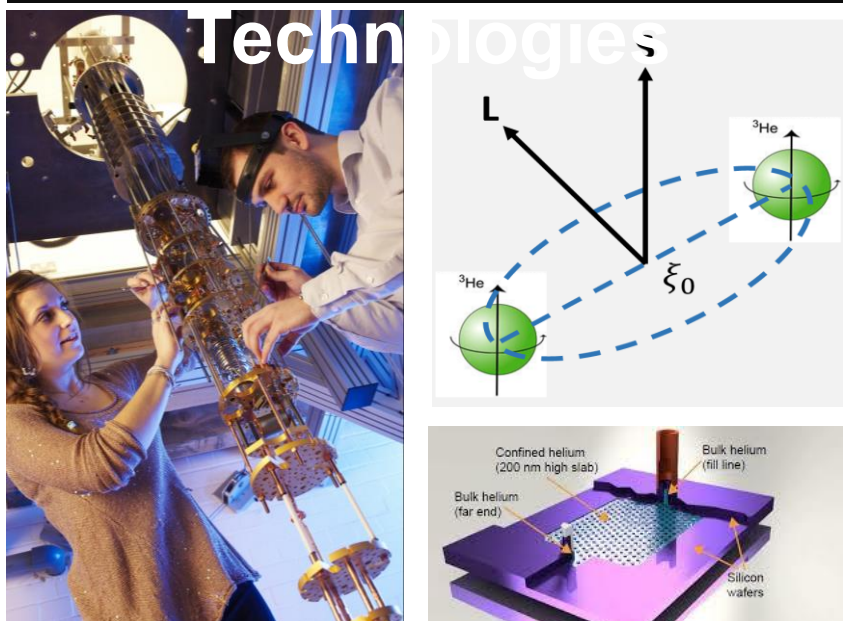 Technologies
S
L
³He
ξ₀
³He
Confined helium
(200 nm high slab)
Bulk helium
(fill line)
Bulk helium
(far end)
Silicon
wafers